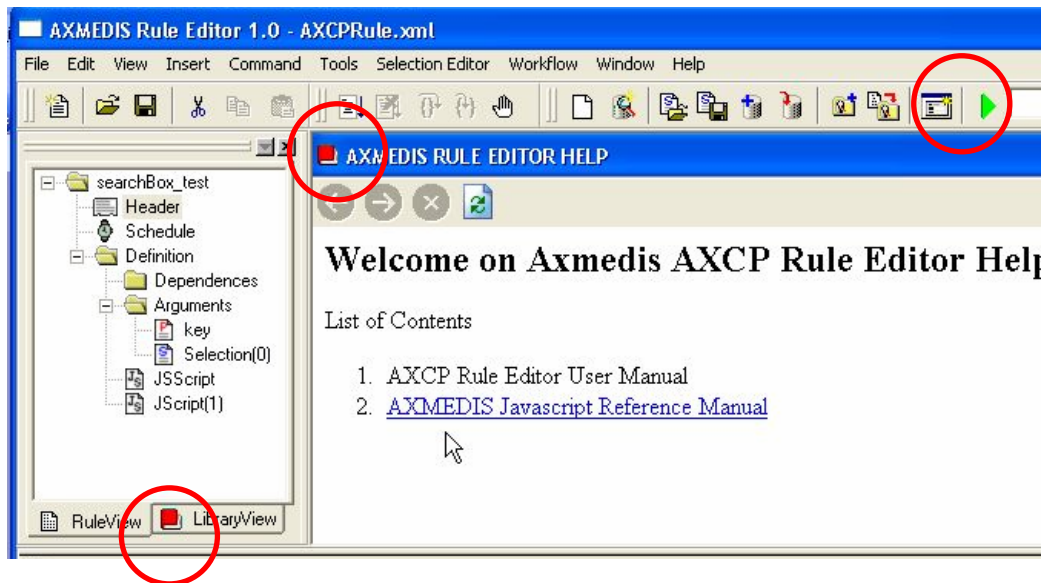 AXMEDIS Rule Editor 1.0 - AXCPRule.xml
File Edit View Insert Command Tools Selection Editor Workflow Window Help
AXMEDIS RULE EDITOR HELP
searchBox_test
Header
Schedule
Definition
Dependences
Arguments
key
Selection(0)
JSScript
JScript(1)
RuleView LibraryView
Welcome on Axmedis AXCP Rule Editor Help
List of Contents
1. AXCP Rule Editor User Manual
2. AXMEDIS Javascript Reference Manual